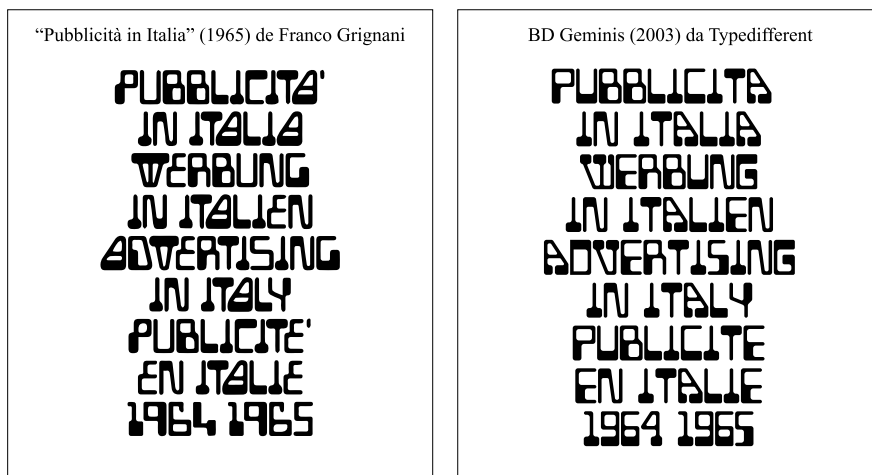 “Pubblicità in Italia” (1965) de Franco Grignani
PUBBLICITA'
IN ITALIA
WERBUNG
IN ITALIEN
ADVERTISING
IN ITALY
PUBLICITE'
EN ITALIE
1964 1965
BD Geminis (2003) da Typedifferent
PUBBLICITA
IN ITALIA
WERBUNG
IN ITALIEN
ADVERTISING
IN ITALY
PUBLICITE
EN ITALIE
1964 1965